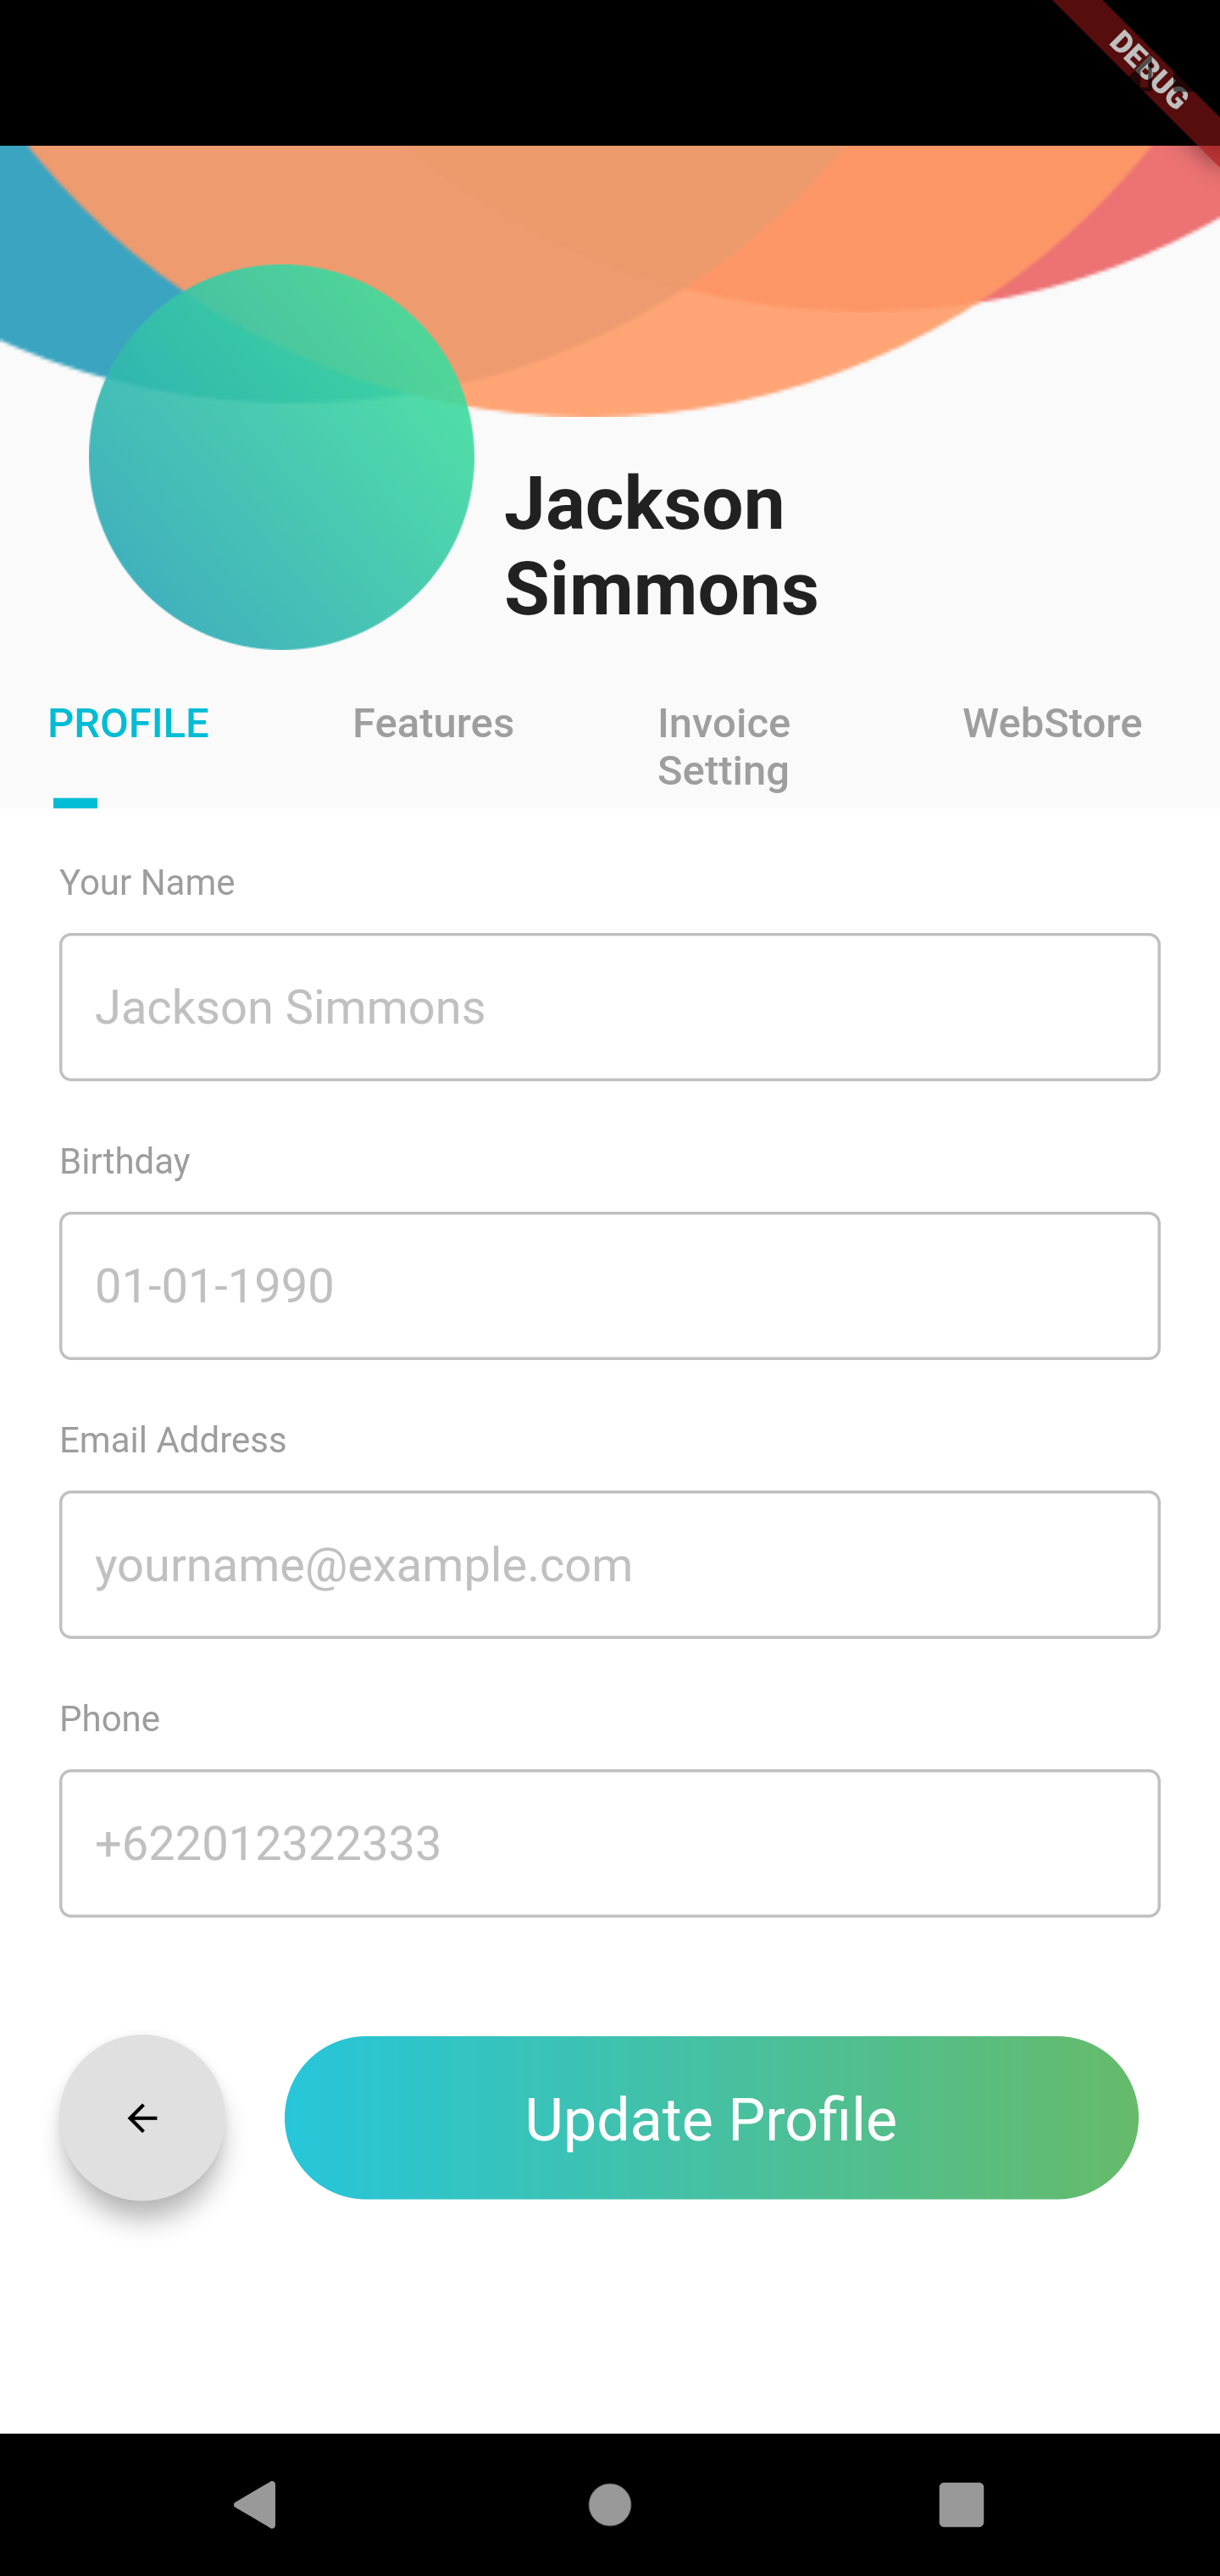 DEBUG
Jackson
Simmons
PROFILE
Features
Invoice
Setting
WebStore
Your Name
Jackson Simmons
Birthday
01-01-1990
Email Address
yourname@example.com
Phone
+622012322333
Update Profile